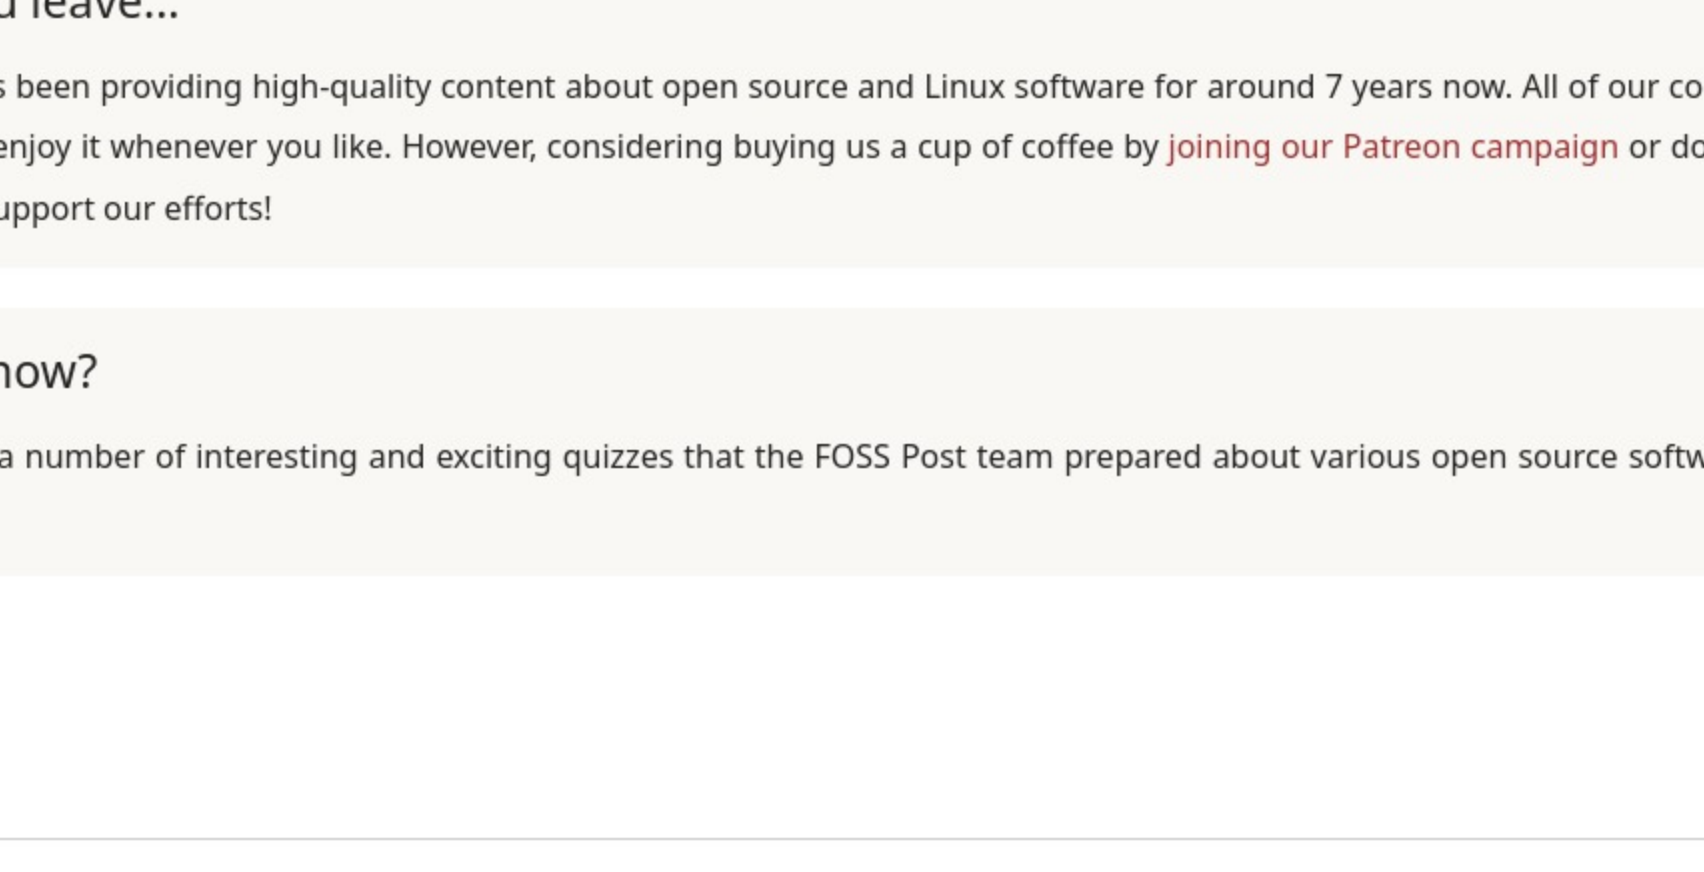 leave...
been providing high-quality content about open source and Linux software for around 7 years now. All of our
enjoy it whenever you like. However, considering buying us a cup of coffee by joining our Patreon campaign or
upport our efforts!
now?
a number of interesting and exciting quizzes that the FOSS Post team prepared about various open source softw